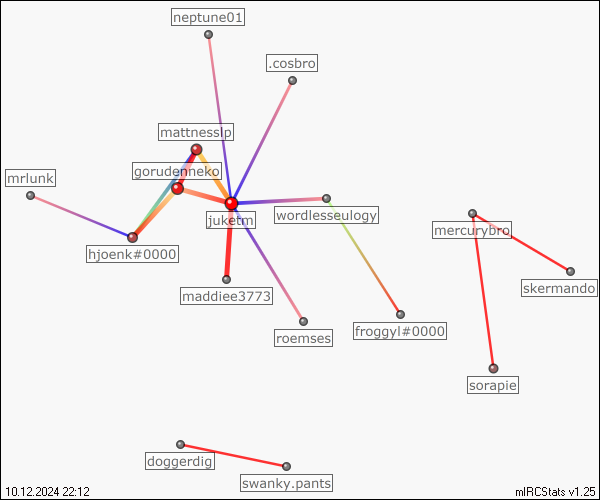 neptune01
.cosbro
mattnesslp
gorudenneko
mrlunk
wordlesseulogy
juketm
mercurybro
hjoenk#0000
skermando
maddiee3773
froggyl#0000
roemses
sorapie
doggerdig
swanky.pants
10.12.2024 22:12
mIRCStats v1.25